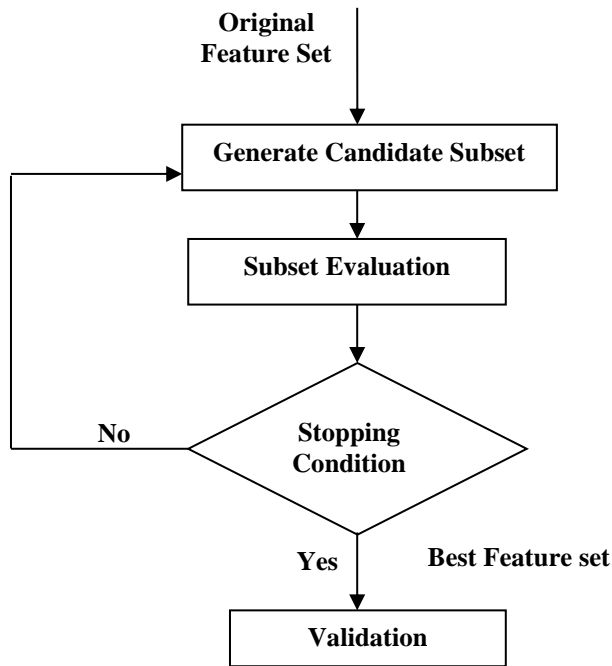 Original
Feature Set
Generate Candidate Subset
Subset Evaluation
No
Stopping
Condition
Yes
Best Feature set
Validation